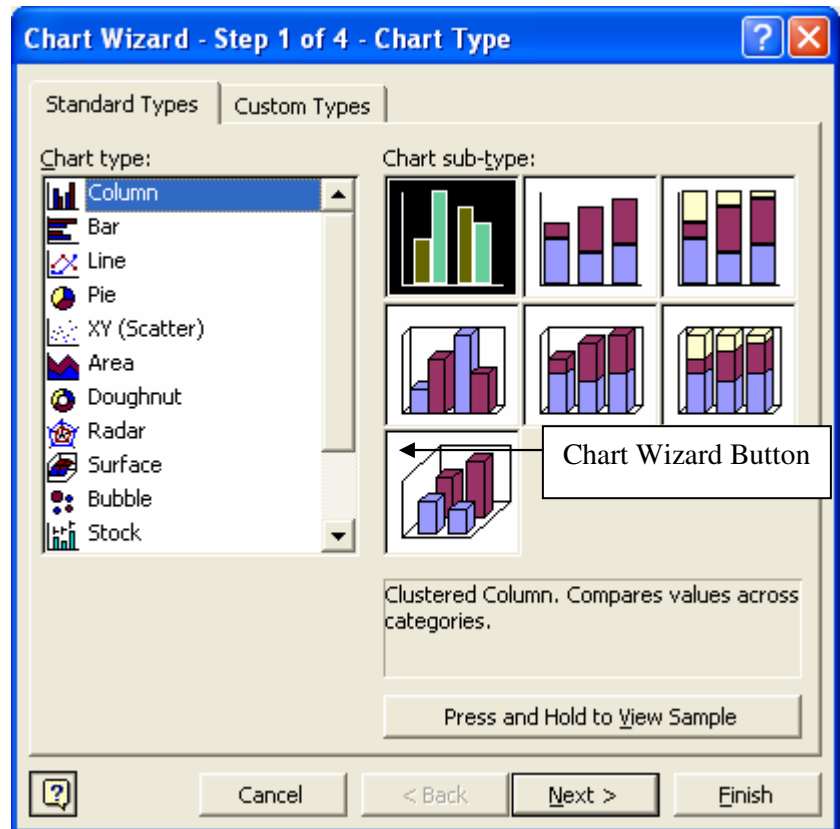 Chart Wizard - Step 1 of 4 - Chart Type
Standard Types
Custom Types
Chart type:
Column
Bar
Line
Pie
XY (Scatter)
Area
Doughnut
Radar
Surface
Bubble
Stock
Chart sub-type:
Chart Wizard Button
Clustered Column. Compares values across
categories.
Press and Hold to View Sample
Cancel
< Back
Next >
Finish